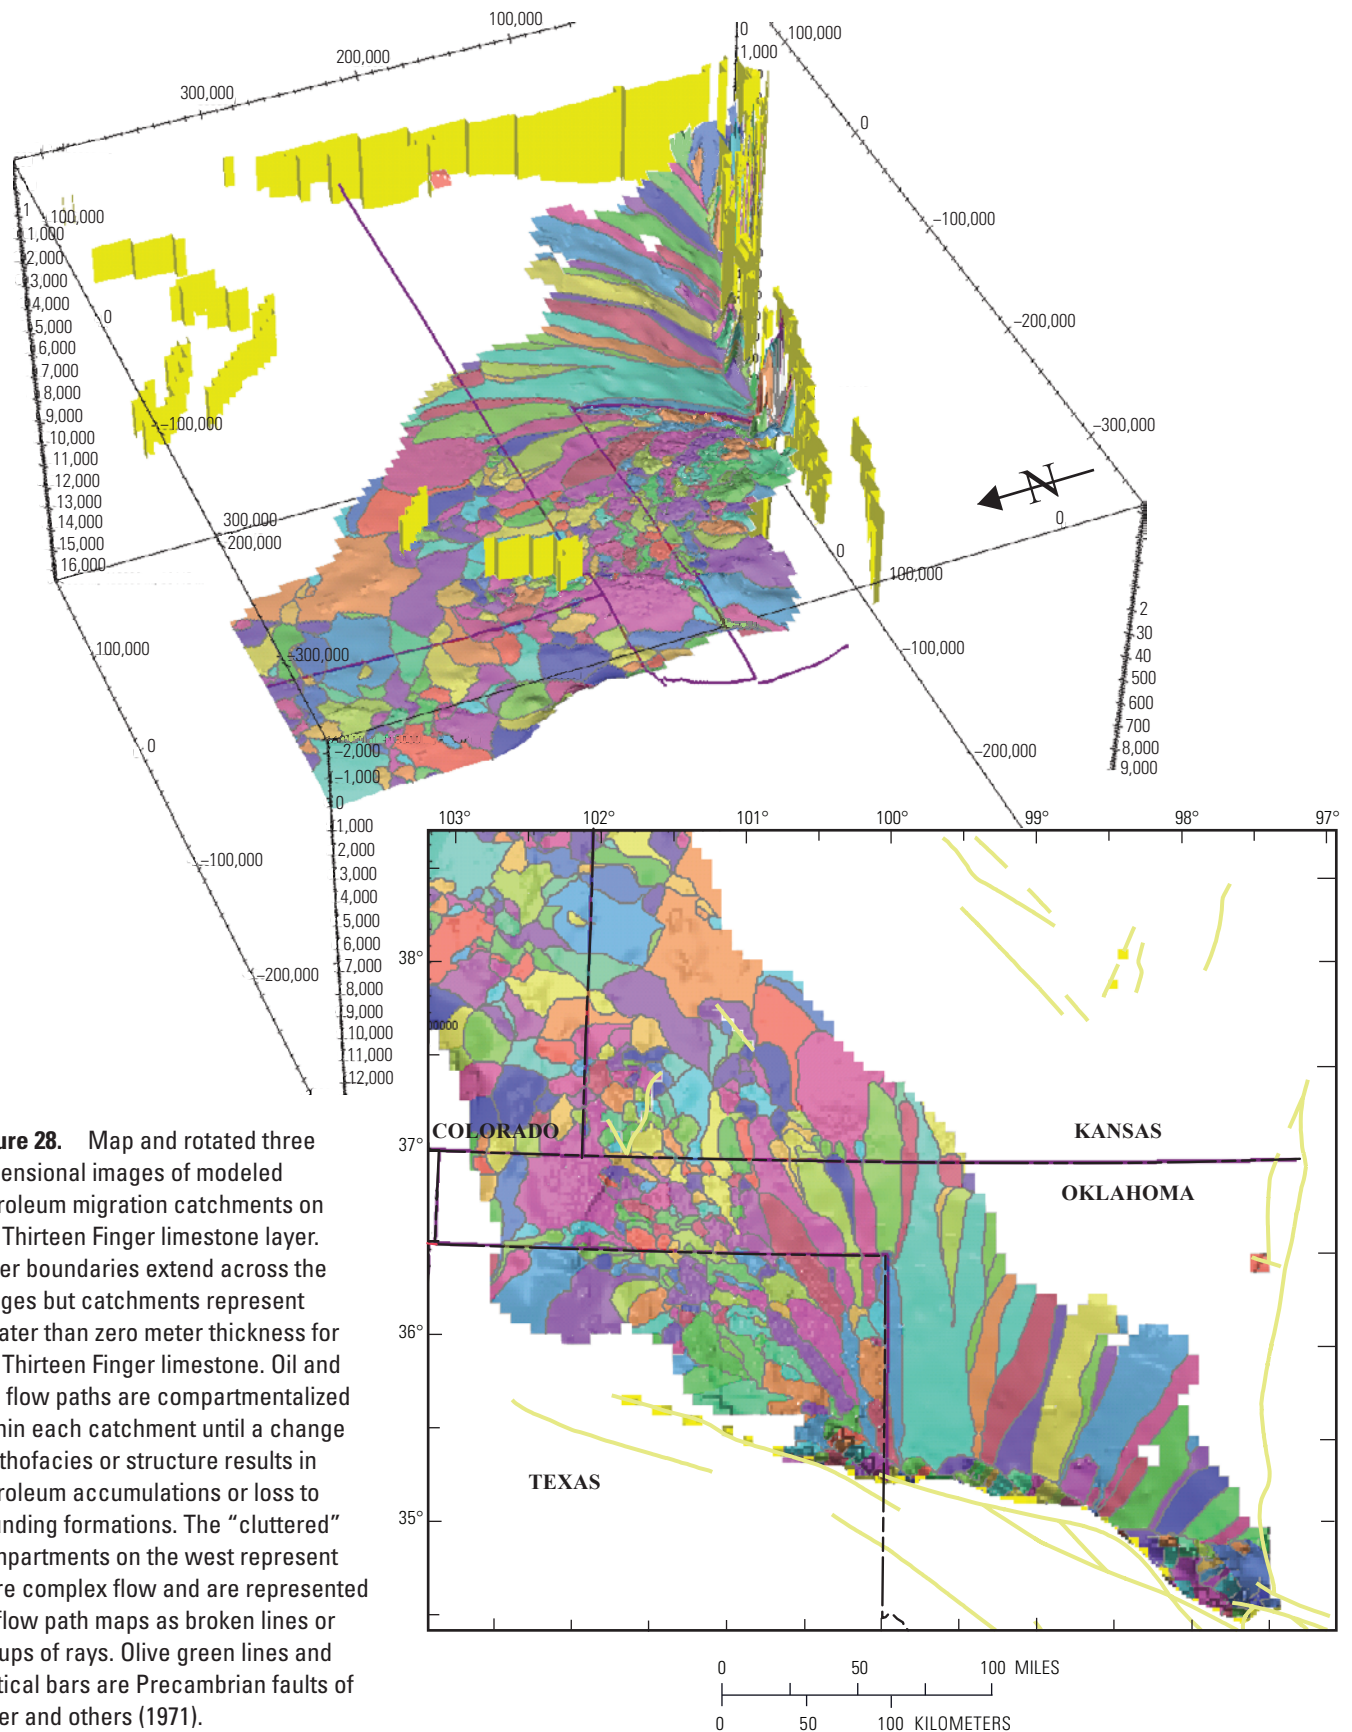 100,000
200,000
300,000
0
1,000
100,000
0
−100,000
−200,000
−300,000
1
1,000
2,000
3,000
4,000
5,000
6,000
7,000
8,000
9,000
10,000
11,000
12,000
13,000
14,000
15,000
16,000
100,000
0
−100,000
300,000
200,000
−300,000
N
0
100,000
0
−100,000
−200,000
2
30
40
500
600
700
8,000
9,000
100,000
0
−100,000
−200,000
−2,000
−1,000
0
1,000
2,000
3,000
4,000
5,000
6,000
7,000
8,000
9,000
10,000
11,000
12,000
103°
102°
101°
100°
99°
98°
97°
38°
37°
36°
35°
COLORADO
KANSAS
OKLAHOMA
TEXAS
ure 28. Map and rotated three
ensional images of modeled
roleum migration catchments on
Thirteen Finger limestone layer.
er boundaries extend across the
ges but catchments represent
ater than zero meter thickness for
Thirteen Finger limestone. Oil and
flow paths are compartmentalized
hin each catchment until a change
thofacies or structure results in
roleum accumulations or loss to
unding formations. The “cluttered”
npartments on the west represent
re complex flow and are represented
flow path maps as broken lines or
ups of rays. Olive green lines and
tical bars are Precambrian faults of
er and others (1971).
0 50 100 MILES
0 50 100 KILOMETERS